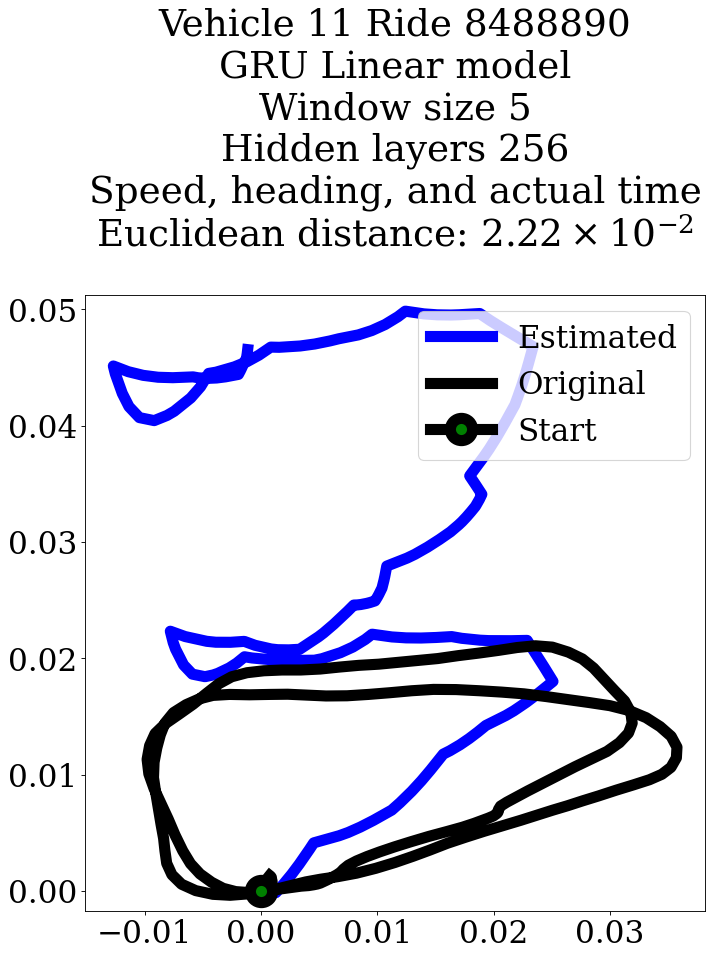 Vehicle 11 Ride 8488890
GRU Linear model
Window size 5
Hidden layers 256
Speed, heading, and actual time
Euclidean distance: 2.22 × 10⁻²
0.05
0.04
0.03
0.02
0.01
0.00
Estimated
Original
Start
−0.01 0.00 0.01 0.02 0.03